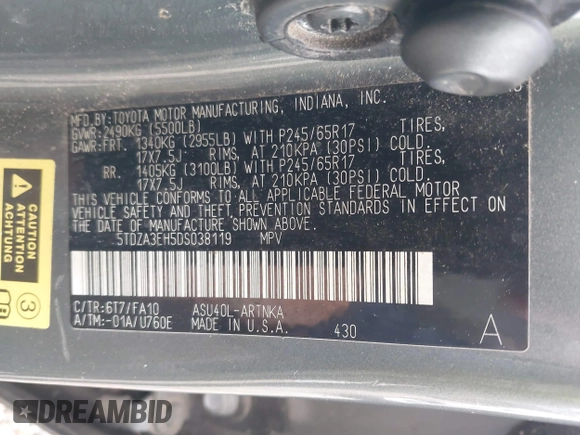 MFD.BY:TOYOTA MOTOR MANUFACTURING, INDIANA, INC.
GVWR:2490KG (5500LB)
GAWR:FRT. 1340KG (2955LB) WITH P245/65R17 TIRES,
17X7.5J RIMS, AT 210KPA (30PSI) COLD.
RR. 1405KG (3100LB) WITH P245/65R17 TIRES,
17X7.5J RIMS, AT 210KPA (30PSI) COLD.
THIS VEHICLE CONFORMS TO ALL APPLICABLE FEDERAL MOTOR
VEHICLE SAFETY AND THEFT PREVENTION STANDARDS IN EFFECT ON
THE DATE OF MANUFACTURE SHOWN ABOVE.
5TDZA3EH5DS038119 MPV
C/TR:6T7/FA10 ASU40L-ARTNKA
A/TM:-01A/U760E MADE IN U.S.A. 430 A
3
DREAMBID